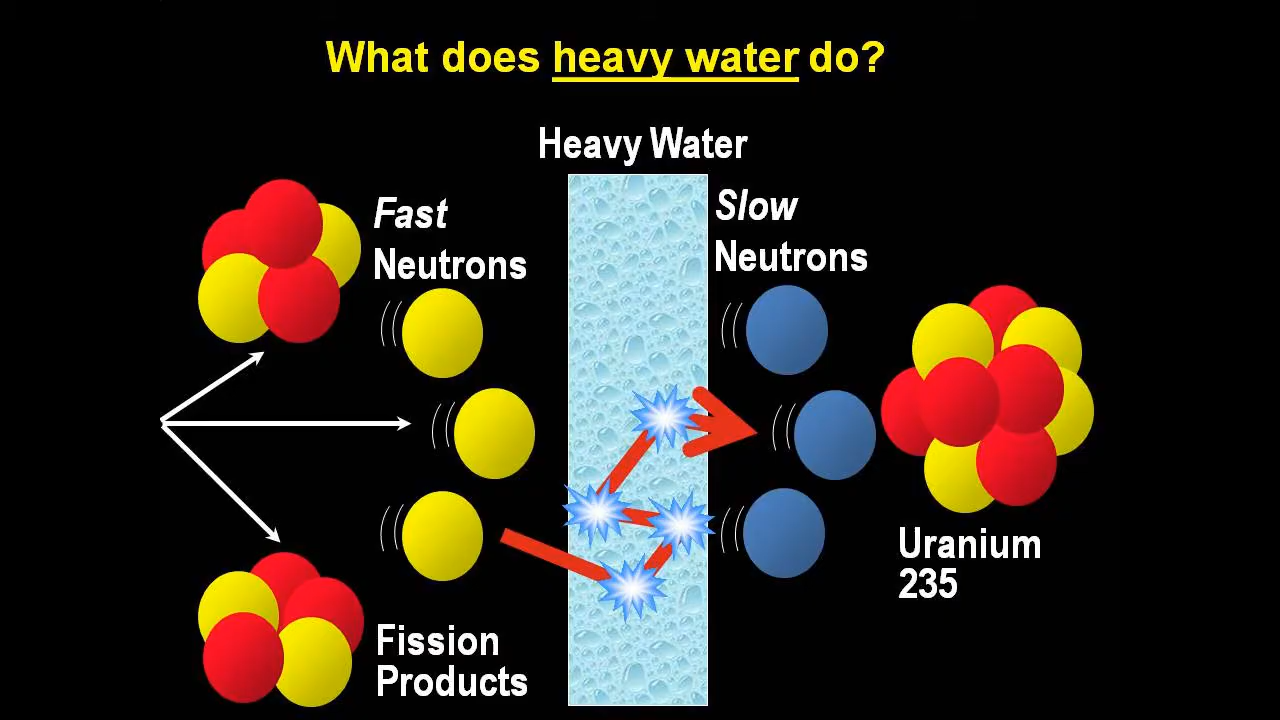 What does heavy water do?
Heavy Water
Fast
Neutrons
Slow
Neutrons
Uranium
235
Fission
Products